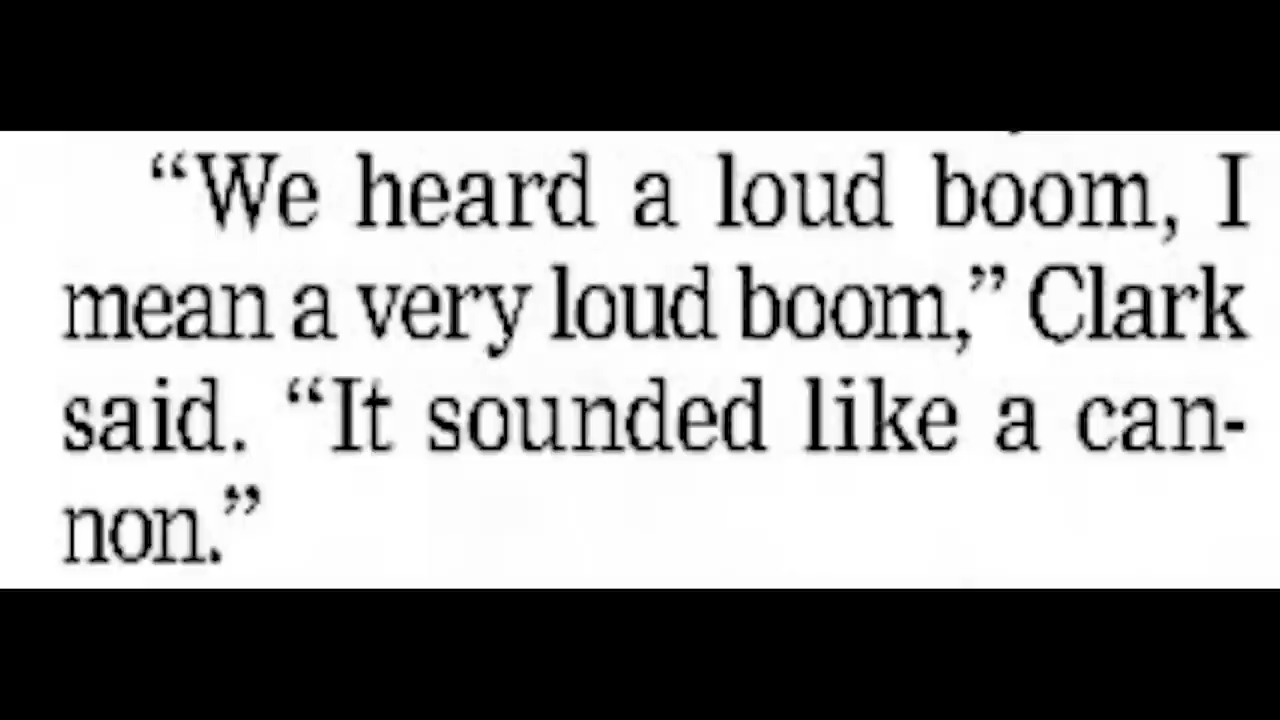 “We heard a loud boom, I
mean a very loud boom,” Clark
said. “It sounded like a can-
non.”